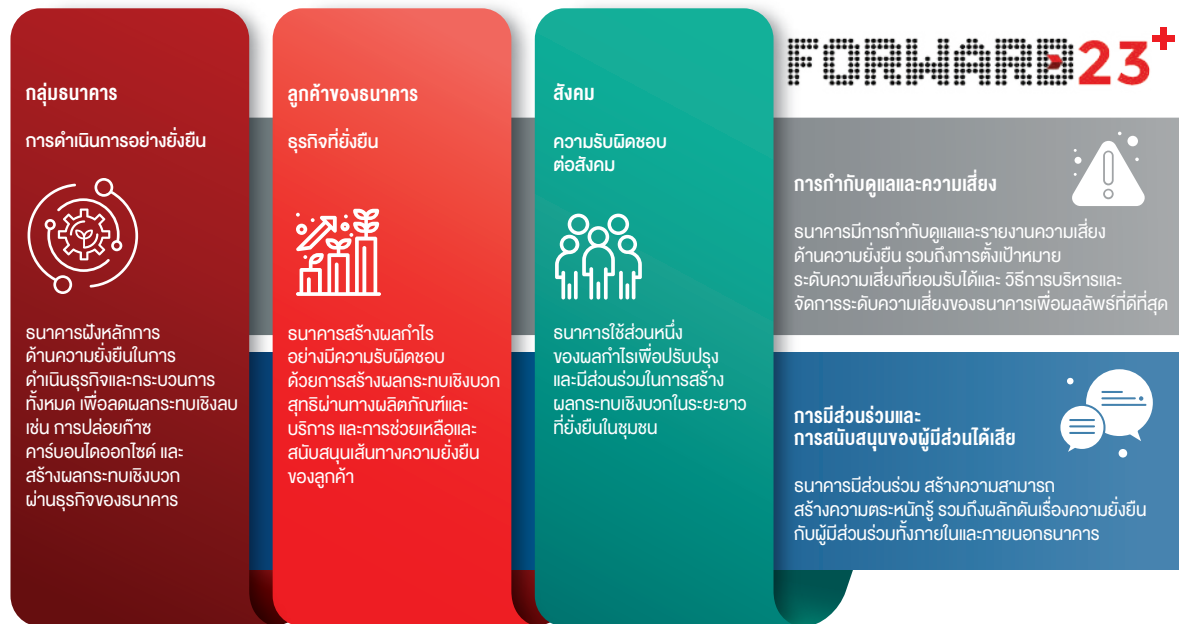 กลุ่มธนาคาร
การดำเนินการอย่างยั่งยืน
ธนาคารฝังหลักการ
ด้านความยั่งยืนในการ
ดำเนินธุรกิจและกระบวนการ
ทั้งหมด เพื่อลดผลกระทบเชิงลบ
เช่น การปล่อยก๊าซ
คาร์บอนไดออกไซด์ และ
สร้างผลกระทบเชิงบวก
ผ่านธุรกิจของธนาคาร
ลูกค้าของธนาคาร
ธุรกิจที่ยั่งยืน
ธนาคารสร้างผลกำไร
อย่างมีความรับผิดชอบ
ด้วยการสร้างผลกระทบเชิงบวก
สุทธิผ่านทางผลิตภัณฑ์และ
บริการ และการช่วยเหลือและ
สนับสนุนเส้นทางความยั่งยืน
ของลูกค้า
สังคม
ความรับผิดชอบ
ต่อสังคม
ธนาคารใช้ส่วนหนึ่ง
ของผลกำไรเพื่อปรับปรุง
และมีส่วนร่วมในการสร้าง
ผลกระทบเชิงบวกในระยะยาว
ที่ยั่งยืนในชุมชน
FORWARD23+
การกำกับดูแลและความเสี่ยง
ธนาคารมีการกำกับดูแลและรายงานความเสี่ยง
ด้านความยั่งยืน รวมถึงการตั้งเป้าหมาย
ระดับความเสี่ยงที่ยอมรับได้และ วิธีการบริหารและ
จัดการระดับความเสี่ยงของธนาคารเพื่อผลลัพธ์ที่ดีที่สุด
การมีส่วนร่วมและ
การสนับสนุนของผู้มีส่วนได้เสีย
ธนาคารมีส่วนร่วม สร้างความสามารถ
สร้างความตระหนักรู้ รวมถึงผลักดันเรื่องความยั่งยืน
กับผู้มีส่วนร่วมทั้งภายในและภายนอกธนาคาร